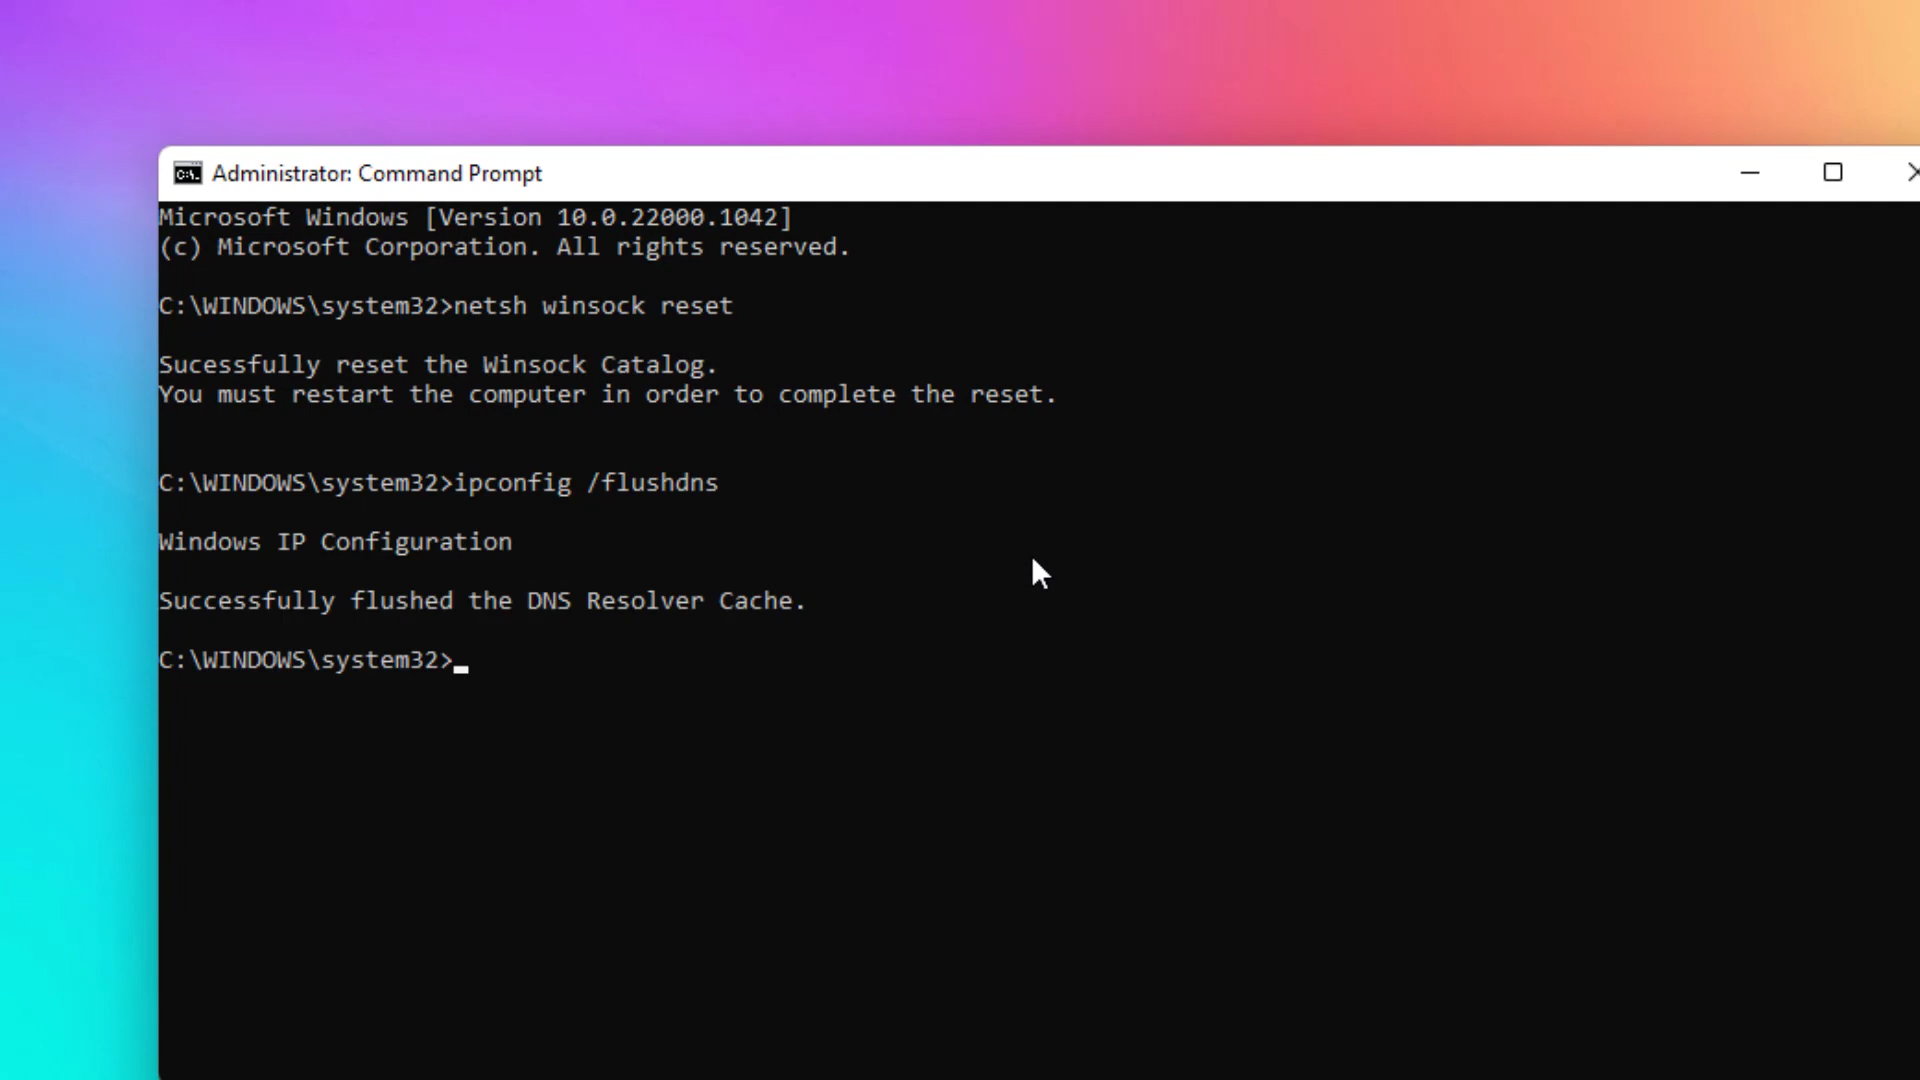 Administrator: Command Prompt
Microsoft Windows [Version 10.0.22000.1042]
(c) Microsoft Corporation. All rights reserved.
C:\WINDOWS\system32>netsh winsock reset
Sucessfully reset the Winsock Catalog.
You must restart the computer in order to complete the reset.
C:\WINDOWS\system32>ipconfig /flushdns
Windows IP Configuration
Successfully flushed the DNS Resolver Cache.
C:\WINDOWS\system32>